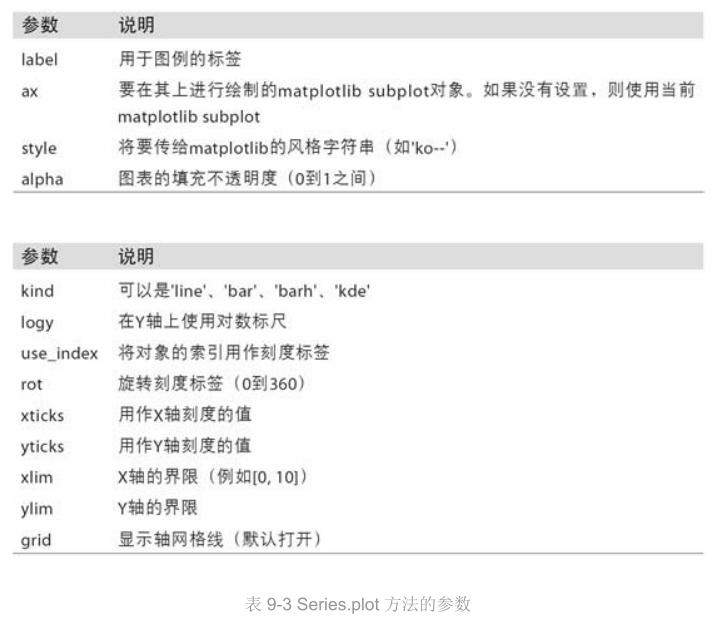 参数 说明
label 用于图例的标签
ax 要在其上进行绘制的matplotlib subplot对象。如果没有设置，则使用当前
matplotlib subplot
style 将要传给matplotlib的风格字符串（如'ko--'）
alpha 图表的填充不透明度（0到1之间）
参数 说明
kind 可以是'line'、'bar'、'barh'、'kde'
logy 在Y轴上使用对数标尺
use_index 将对象的索引用作刻度标签
rot 旋转刻度标签（0到360）
xticks 用作X轴刻度的值
yticks 用作Y轴刻度的值
xlim X轴的界限（例如[0, 10]）
ylim Y轴的界限
grid 显示轴网格线（默认打开）
表 9-3 Series.plot 方法的参数